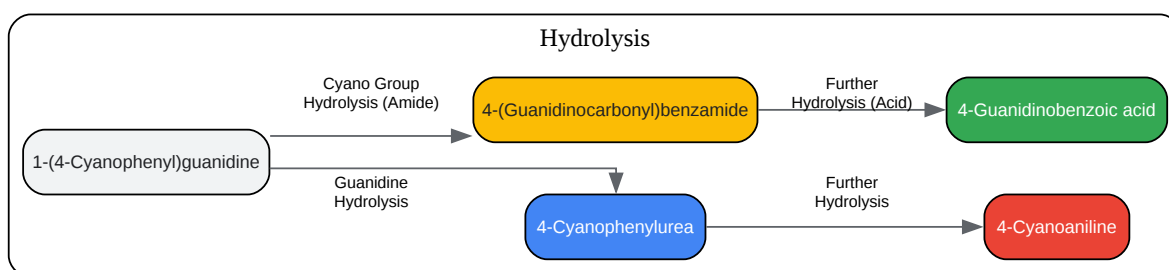 Hydrolysis
Cyano Group
Hydrolysis (Amide)
4-(Guanidinocarbonyl)benzamide
Further
Hydrolysis (Acid)
4-Guanidinobenzoic acid
1-(4-Cyanophenyl)guanidine
Guanidine
Hydrolysis
4-Cyanophenylurea
Further
Hydrolysis
4-Cyanoaniline